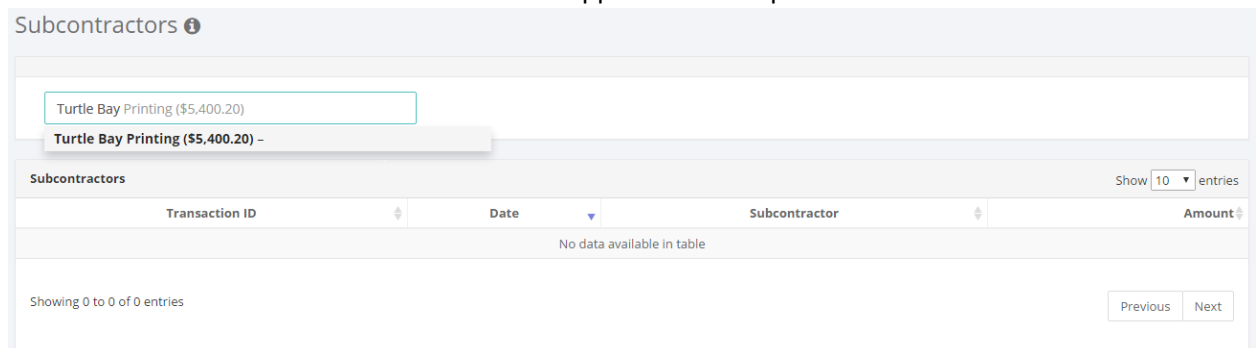 Subcontractors
Turtle Bay Printing ($5,400.20)
Turtle Bay Printing ($5,400.20) –
Subcontractors Show 10 entries
Transaction ID Date Subcontractor Amount
No data available in table
Showing 0 to 0 of 0 entries
Previous Next